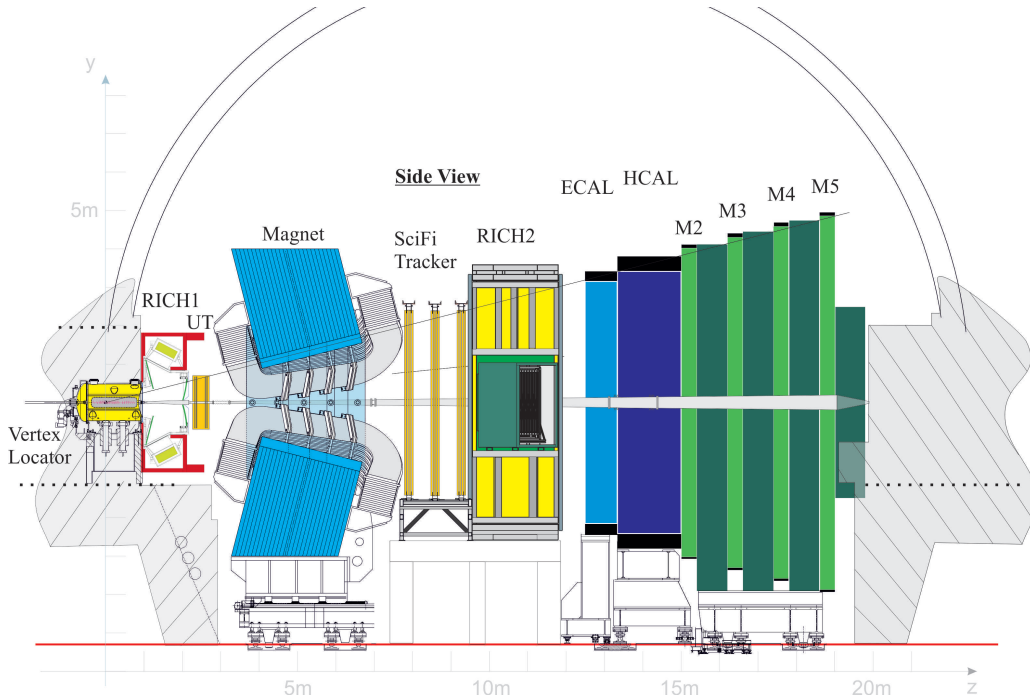 y
Side View
ECAL
HCAL
M5
M4
M3
M2
5m
Magnet
SciFi
Tracker
RICH2
RICH1
UT
Vertex
Locator
5m
10m
15m
20m
z